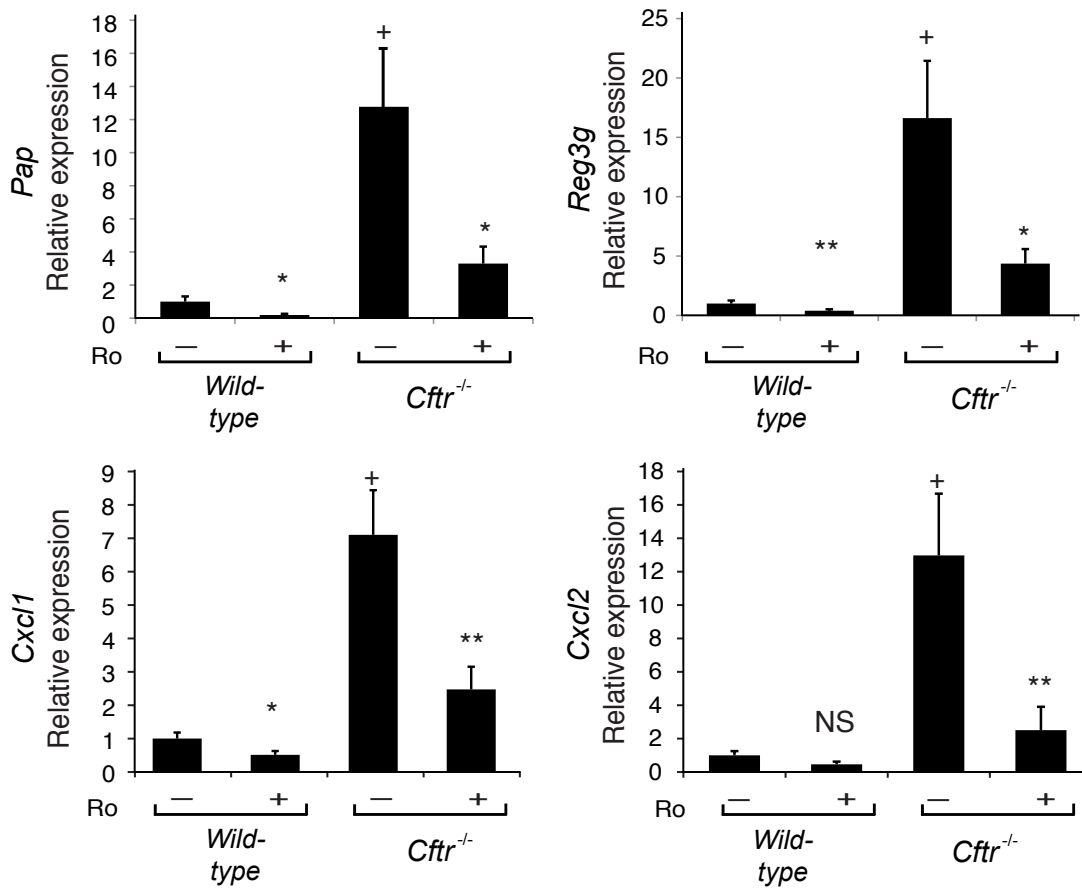 Pap
Relative expression
18
16
14
12
10
8
6
4
2
0
+
*
*
Ro
— + — +
Wild-
type
Cftr -/-
Reg3g
Relative expression
25
20
15
10
5
0
+
**
*
Ro
— + — +
Wild-
type
Cftr -/-
Cxcl1
Relative expression
9
8
7
6
5
4
3
2
1
0
+
**
*
Ro
— + — +
Wild-
type
Cftr -/-
Cxcl2
Relative expression
18
16
14
12
10
8
6
4
2
0
+
**
NS
Ro
— + — +
Wild-
type
Cftr -/-